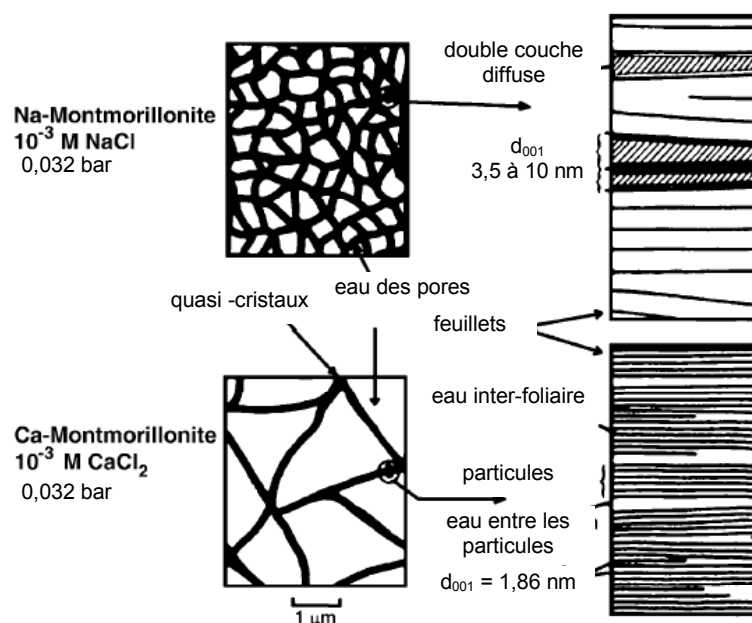 double couche
diffuse
Na-Montmorillonite
10⁻³ M NaCl
0,032 bar
d₀₀₁
3,5 à 10 nm
eau des pores
quasi -cristaux
feuillets
eau inter-foliaire
Ca-Montmorillonite
10⁻³ M CaCl₂
0,032 bar
particules
eau entre les
particules
d₀₀₁ = 1,86 nm
1 µm